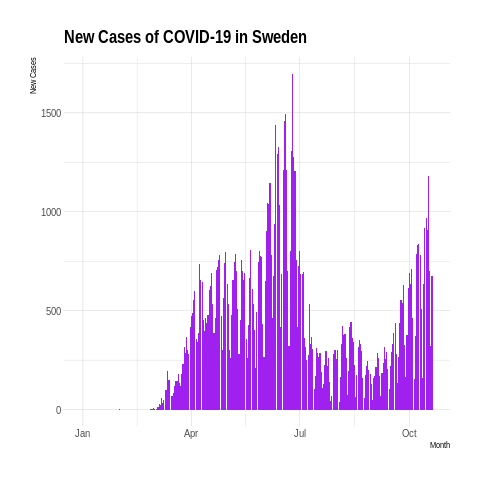 New Cases of COVID-19 in Sweden
New Cases
1500
1000
500
0
Jan Apr Jul Oct
Month